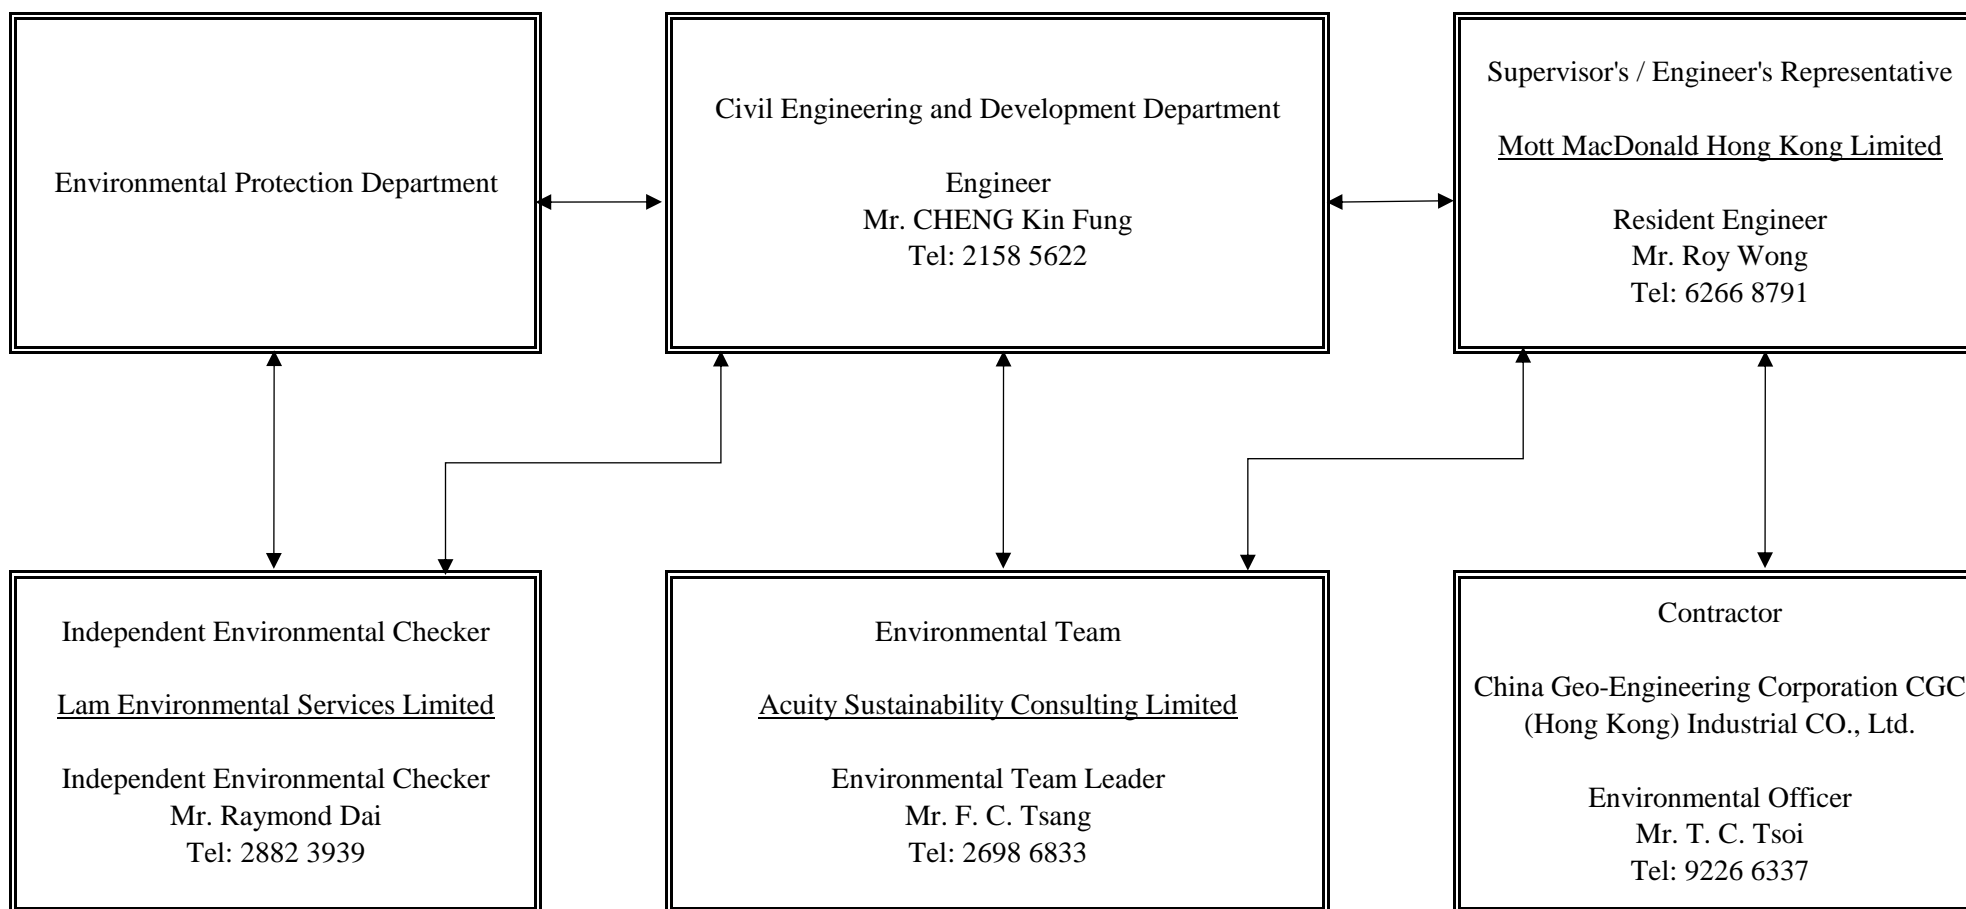 Environmental Protection Department
Civil Engineering and Development Department
Engineer
Mr. CHENG Kin Fung
Tel: 2158 5622
Supervisor's / Engineer's Representative
Mott MacDonald Hong Kong Limited
Resident Engineer
Mr. Roy Wong
Tel: 6266 8791
Independent Environmental Checker
Lam Environmental Services Limited
Independent Environmental Checker
Mr. Raymond Dai
Tel: 2882 3939
Environmental Team
Acuity Sustainability Consulting Limited
Environmental Team Leader
Mr. F. C. Tsang
Tel: 2698 6833
Contractor
China Geo-Engineering Corporation CGC
(Hong Kong) Industrial CO., Ltd.
Environmental Officer
Mr. T. C. Tsoi
Tel: 9226 6337